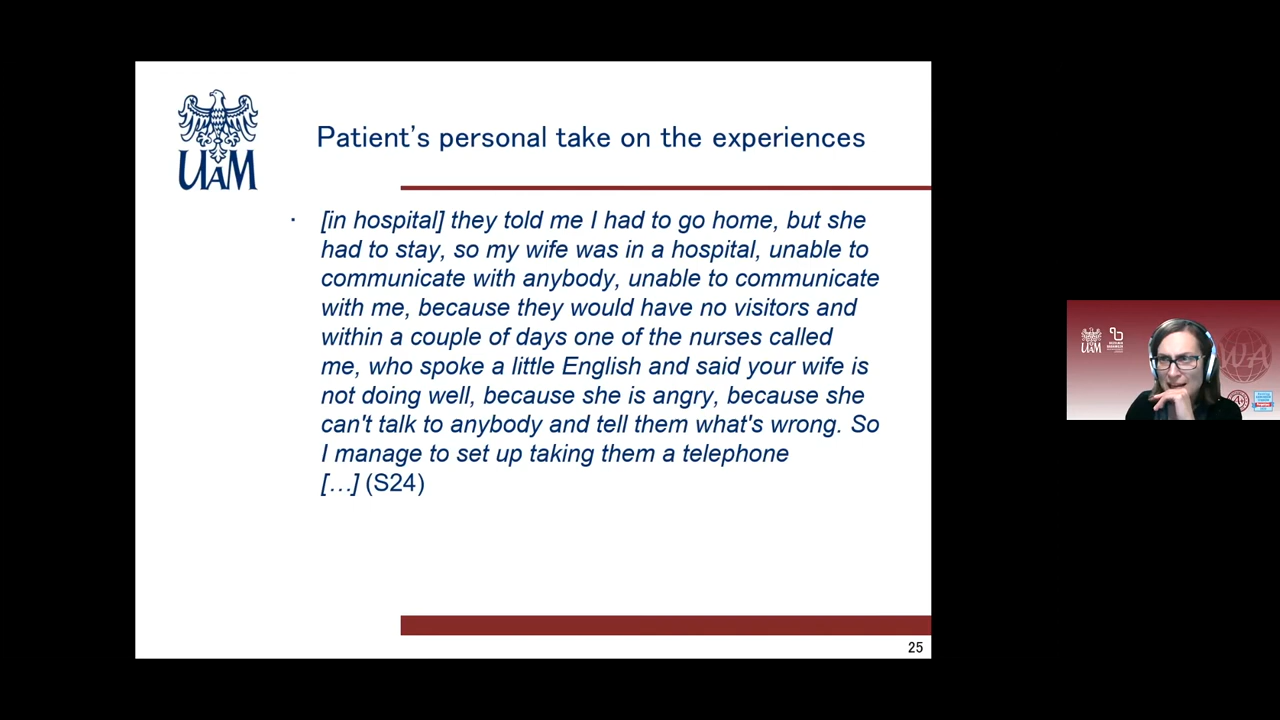 UAM
Patient's personal take on the experiences
• [in hospital] they told me I had to go home, but she
had to stay, so my wife was in a hospital, unable to
communicate with anybody, unable to communicate
with me, because they would have no visitors and
within a couple of days one of the nurses called
me, who spoke a little English and said your wife is
not doing well, because she is angry, because she
can't talk to anybody and tell them what's wrong. So
I manage to set up taking them a telephone
[…] (S24)
25
UAM
WA